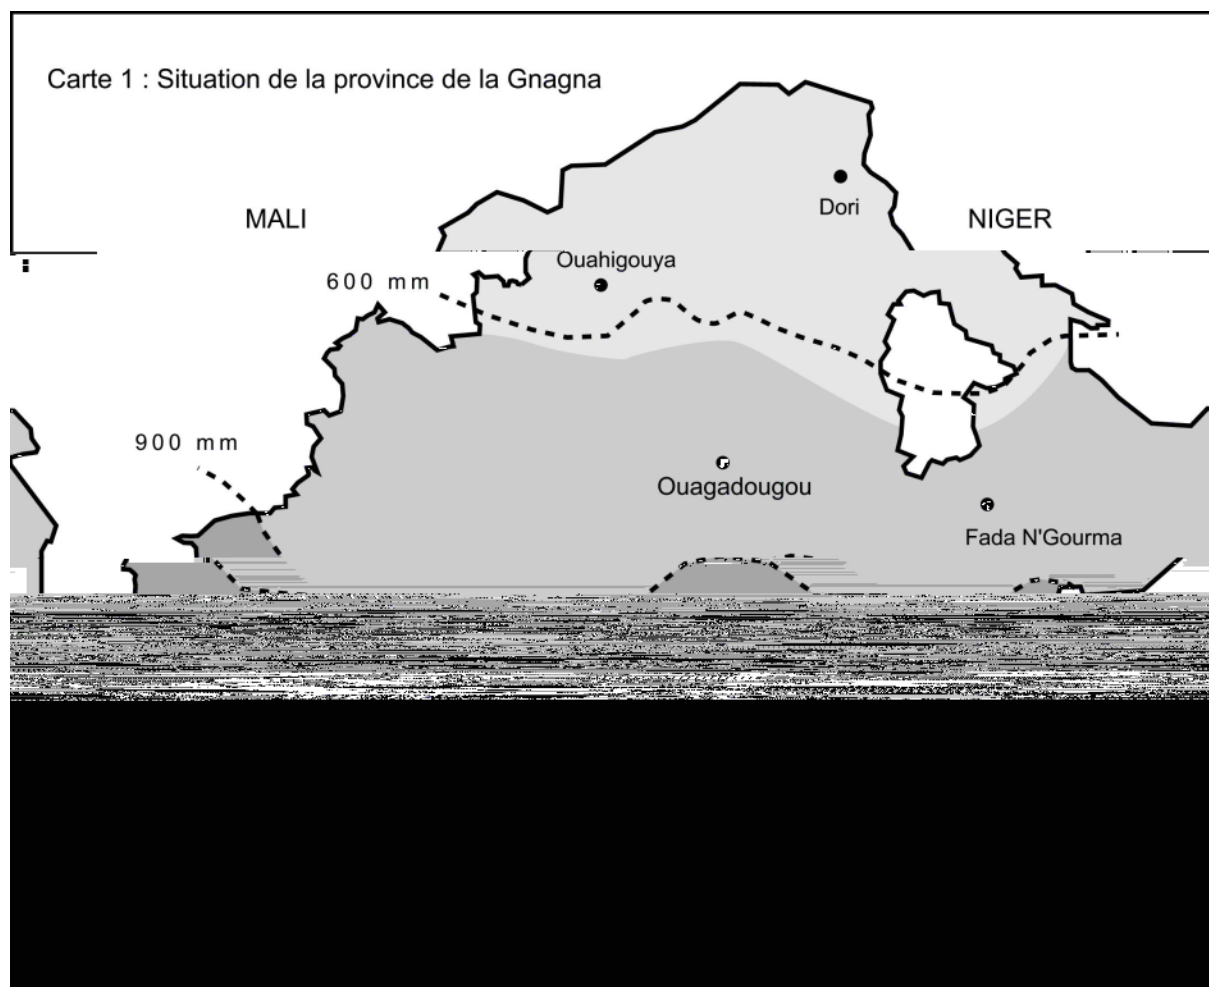 Carte 1 : Situation de la province de la Gnagna
Dori
MALI
NIGER
Ouahigouya
600 mm
900 mm
Ouagadougou
Fada N'Gourma